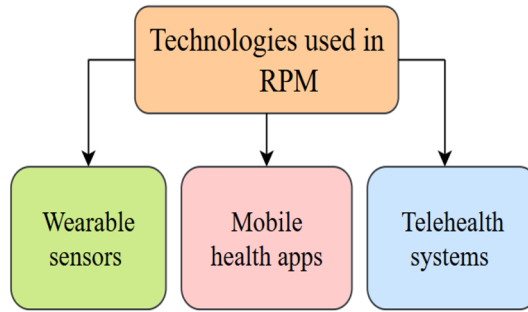 Technologies used in
RPM
Wearable
sensors
Mobile
health apps
Telehealth
systems